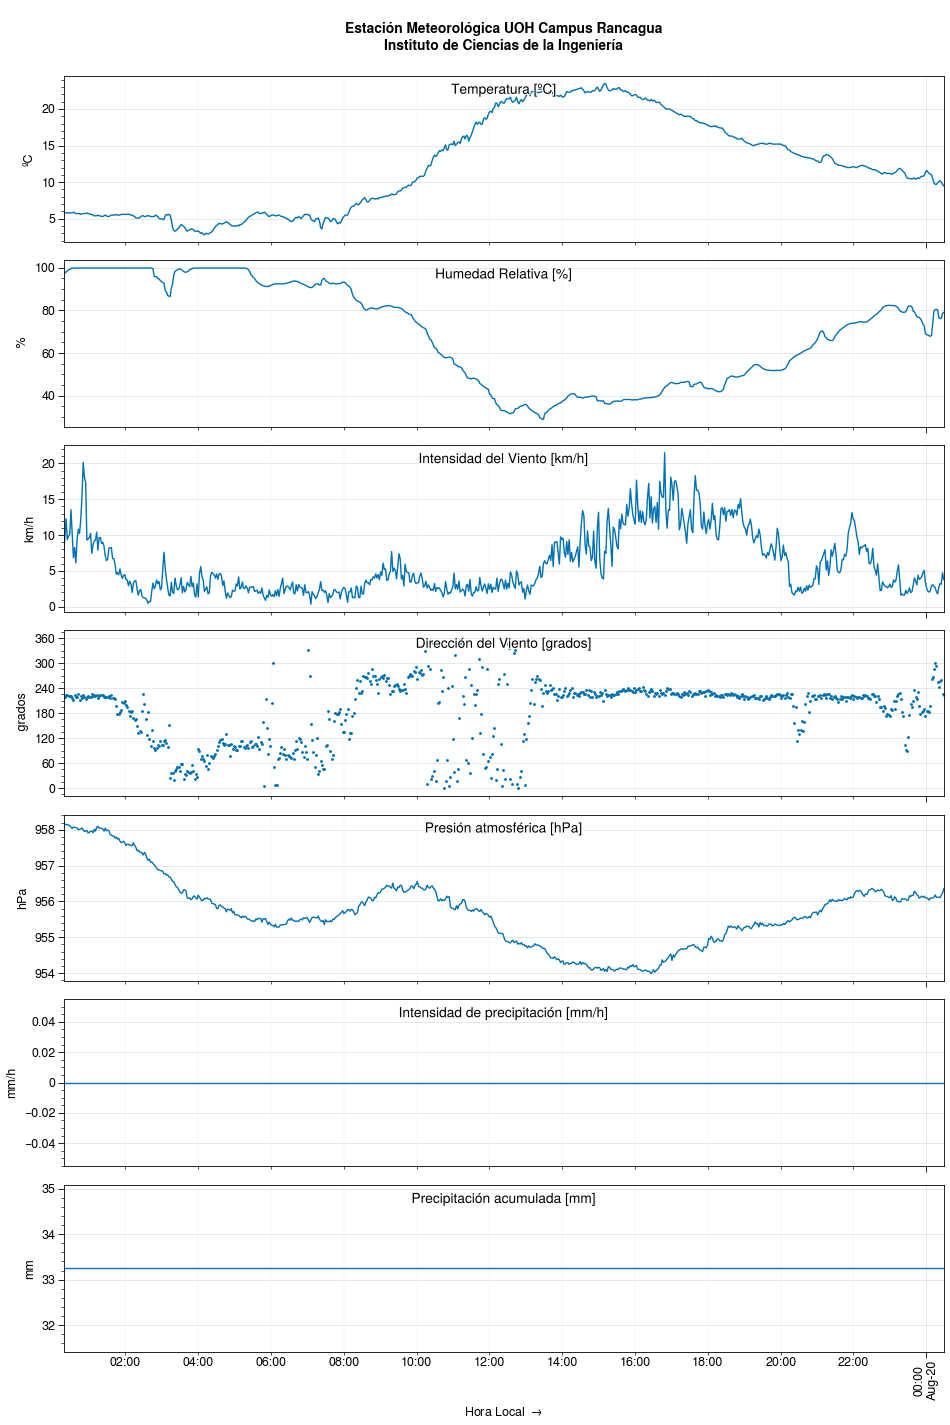 Estación Meteorológica UOH Campus Rancagua
Instituto de Ciencias de la Ingeniería
Temperatura [ºC]
20
15
10
5
ºC
Humedad Relativa [%]
100
80
60
40
%
Intensidad del Viento [km/h]
20
15
10
5
0
km/h
Dirección del Viento [grados]
360
300
240
180
120
60
0
grados
Presión atmosférica [hPa]
958
957
956
955
954
hPa
Intensidad de precipitación [mm/h]
0.04
0.02
0
−0.02
−0.04
mm/h
Precipitación acumulada [mm]
35
34
33
32
mm
02:00 04:00 06:00 08:00 10:00 12:00 14:00 16:00 18:00 20:00 22:00
00:00
Aug-20
Hora Local →